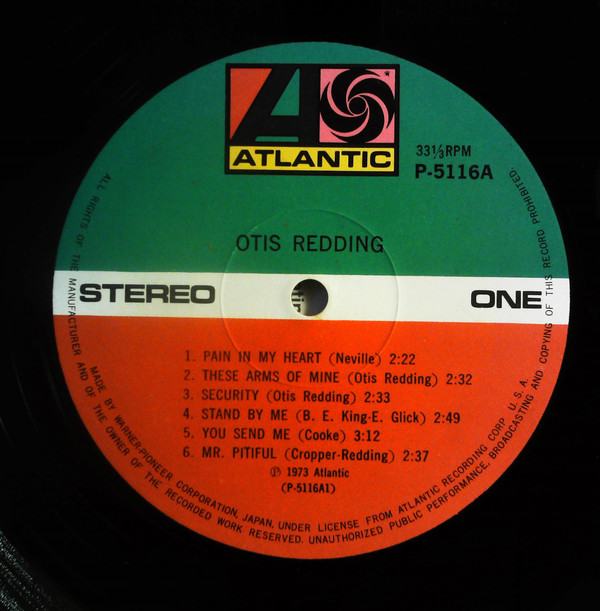 ATLANTIC
33⅓RPM
P-5116A
OTIS REDDING
STEREO
ONE
1. PAIN IN MY HEART (Neville) 2:22
2. THESE ARMS OF MINE (Otis Redding) 2:32
3. SECURITY (Otis Redding) 2:33
4. STAND BY ME (B. E. King-E. Glick) 2:49
5. YOU SEND ME (Cooke) 3:12
6. MR. PITIFUL (Cropper-Redding) 2:37
Ⓟ 1973 Atlantic
(P-5116A1)
MADE BY WARNER-PIONEER CORPORATION, JAPAN, UNDER LICENSE FROM ATLANTIC RECORDING CORP. U. S. A.
ALL RIGHTS OF THE MANUFACTURER AND OF THE OWNER OF THE RECORDED WORK RESERVED. UNAUTHORIZED PUBLIC PERFORMANCE, BROADCASTING AND COPYING OF THIS RECORD PROHIBITED.